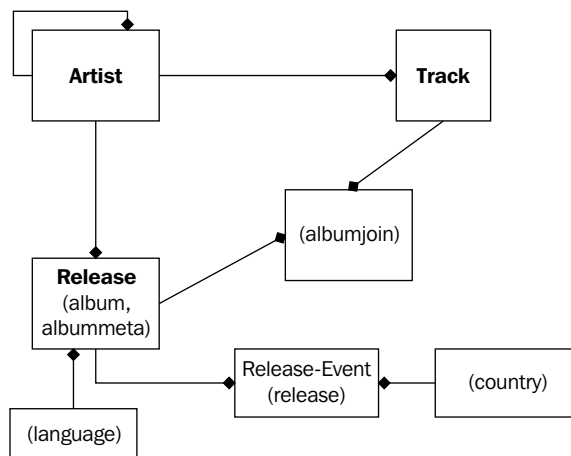 Artist
Track
(albumjoin)
Release
(album,
albummeta)
Release-Event
(release)
(country)
(language)